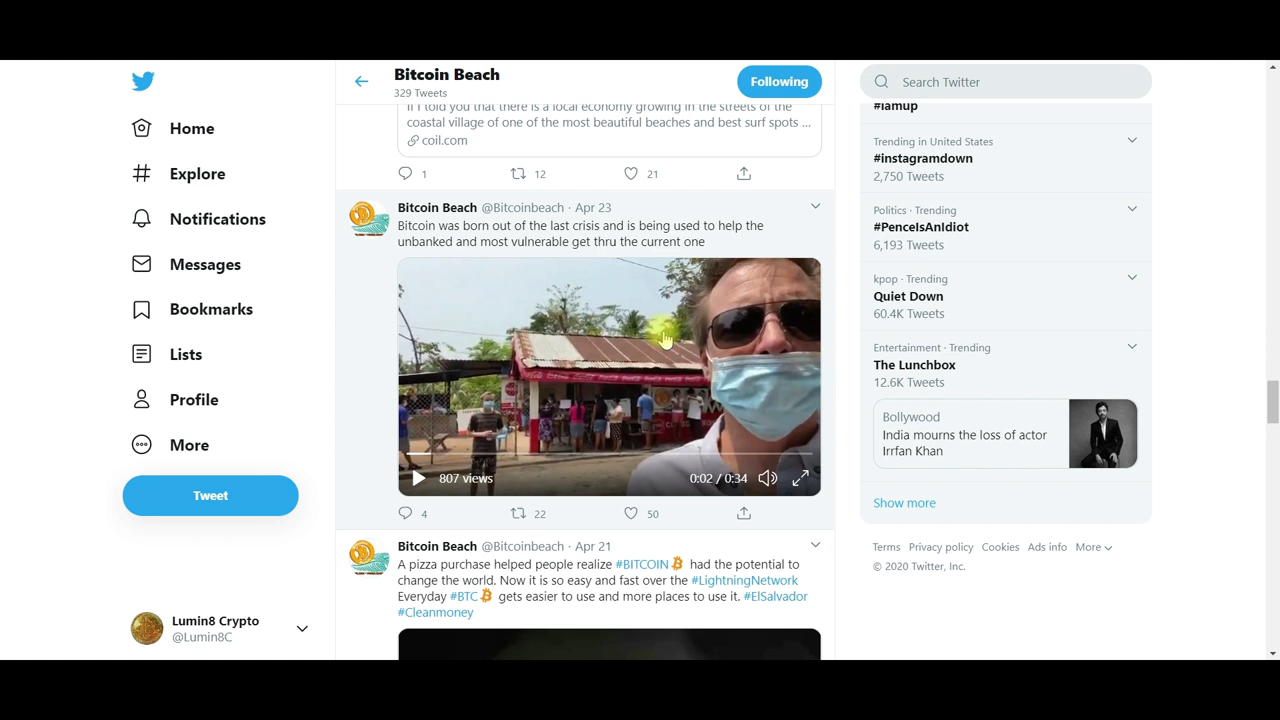 Home
Explore
Notifications
Messages
Bookmarks
Lists
Profile
More
Tweet
Lumin8 Crypto
@Lumin8C
Bitcoin Beach
329 Tweets
Following
If I told you that there is a local economy growing in the streets of the
coastal village of one of the most beautiful beaches and best surf spots ...
coil.com
1
12
21
Bitcoin Beach @Bitcoinbeach · Apr 23
Bitcoin was born out of the last crisis and is being used to help the
unbanked and most vulnerable get thru the current one
807 views
0:02 / 0:34
4
22
50
Bitcoin Beach @Bitcoinbeach · Apr 21
A pizza purchase helped people realize #BITCOIN had the potential to
change the world. Now it is so easy and fast over the #LightningNetwork
Everyday #BTC gets easier to use and more places to use it. #ElSalvador
#Cleanmoney
Search Twitter
#iamup
Trending in United States
#instagramdown
2,750 Tweets
Politics · Trending
#PenceIsAnIdiot
6,193 Tweets
kpop · Trending
Quiet Down
60.4K Tweets
Entertainment · Trending
The Lunchbox
12.6K Tweets
Bollywood
India mourns the loss of actor
Irrfan Khan
Show more
Terms Privacy policy Cookies Ads info More
© 2020 Twitter, Inc.